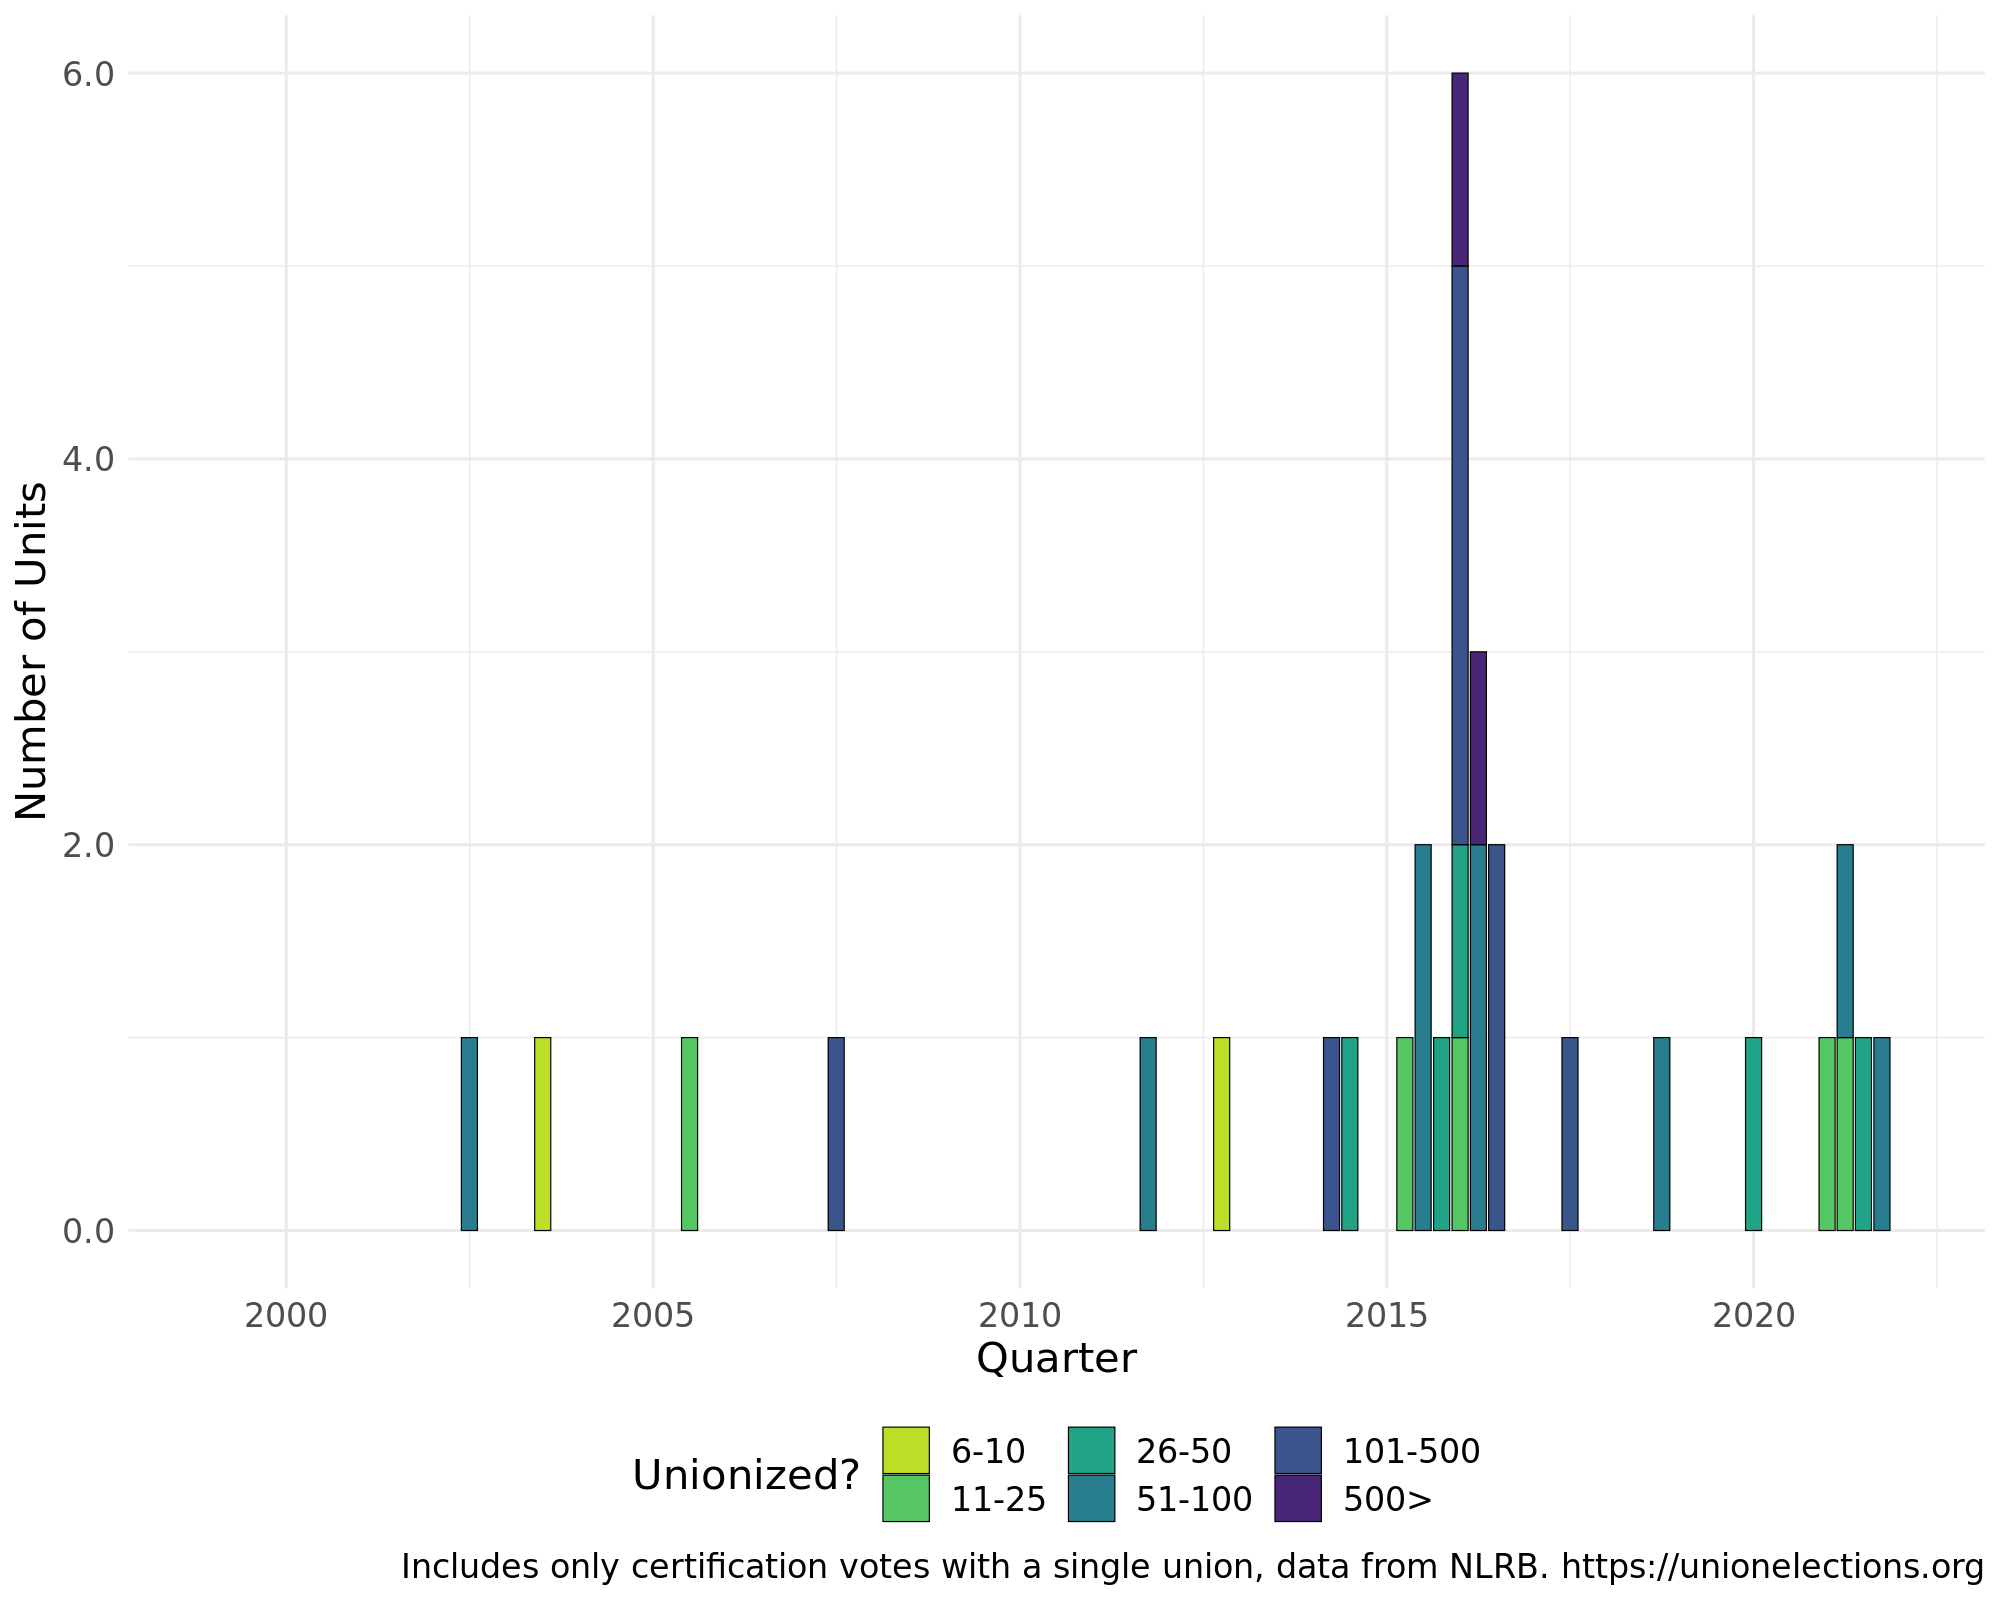 6.0
4.0
2.0
0.0
Number of Units
2000 2005 2010 2015 2020
Quarter
Unionized?
6-10 26-50 101-500
11-25 51-100 500>
Includes only certification votes with a single union, data from NLRB. https://unionelections.org